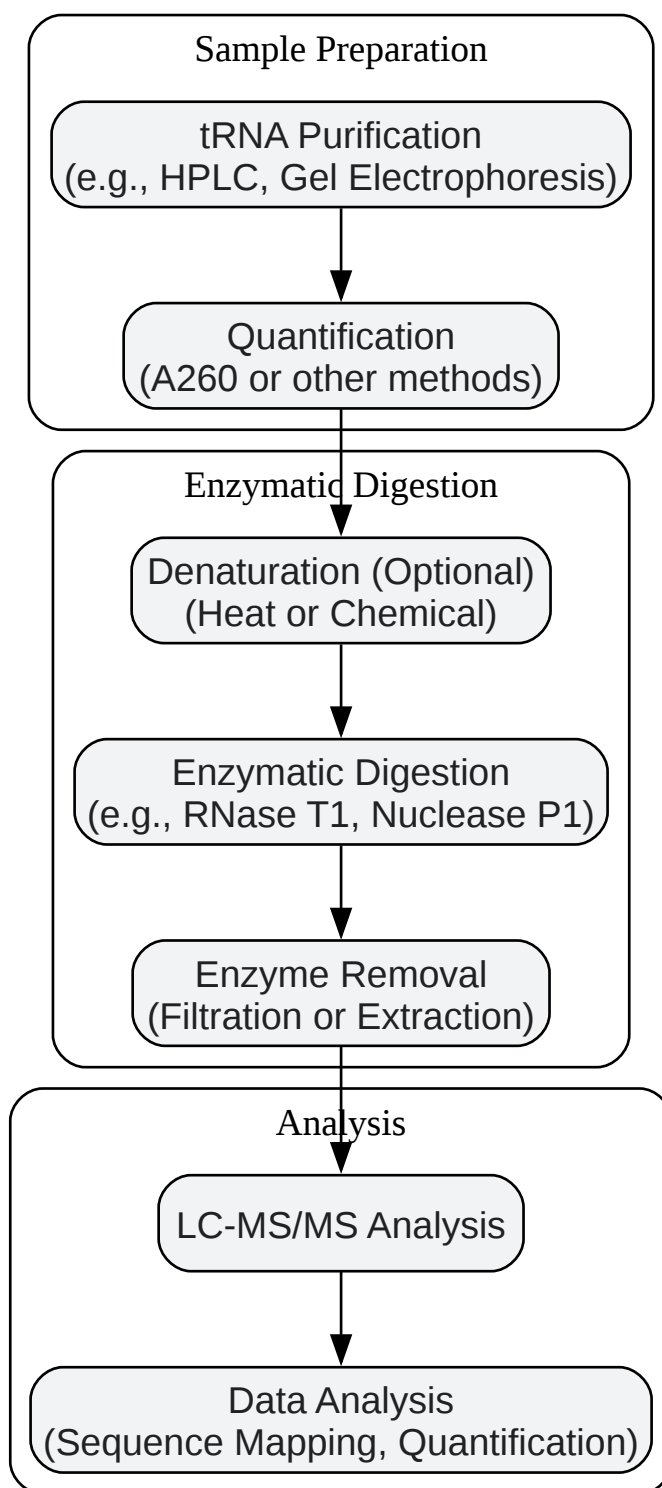 Sample Preparation
tRNA Purification
(e.g., HPLC, Gel Electrophoresis)
Quantification
(A260 or other methods)
Enzymatic Digestion
Denaturation (Optional)
(Heat or Chemical)
Enzymatic Digestion
(e.g., RNase T1, Nuclease P1)
Enzyme Removal
(Filtration or Extraction)
Analysis
LC-MS/MS Analysis
Data Analysis
(Sequence Mapping, Quantification)